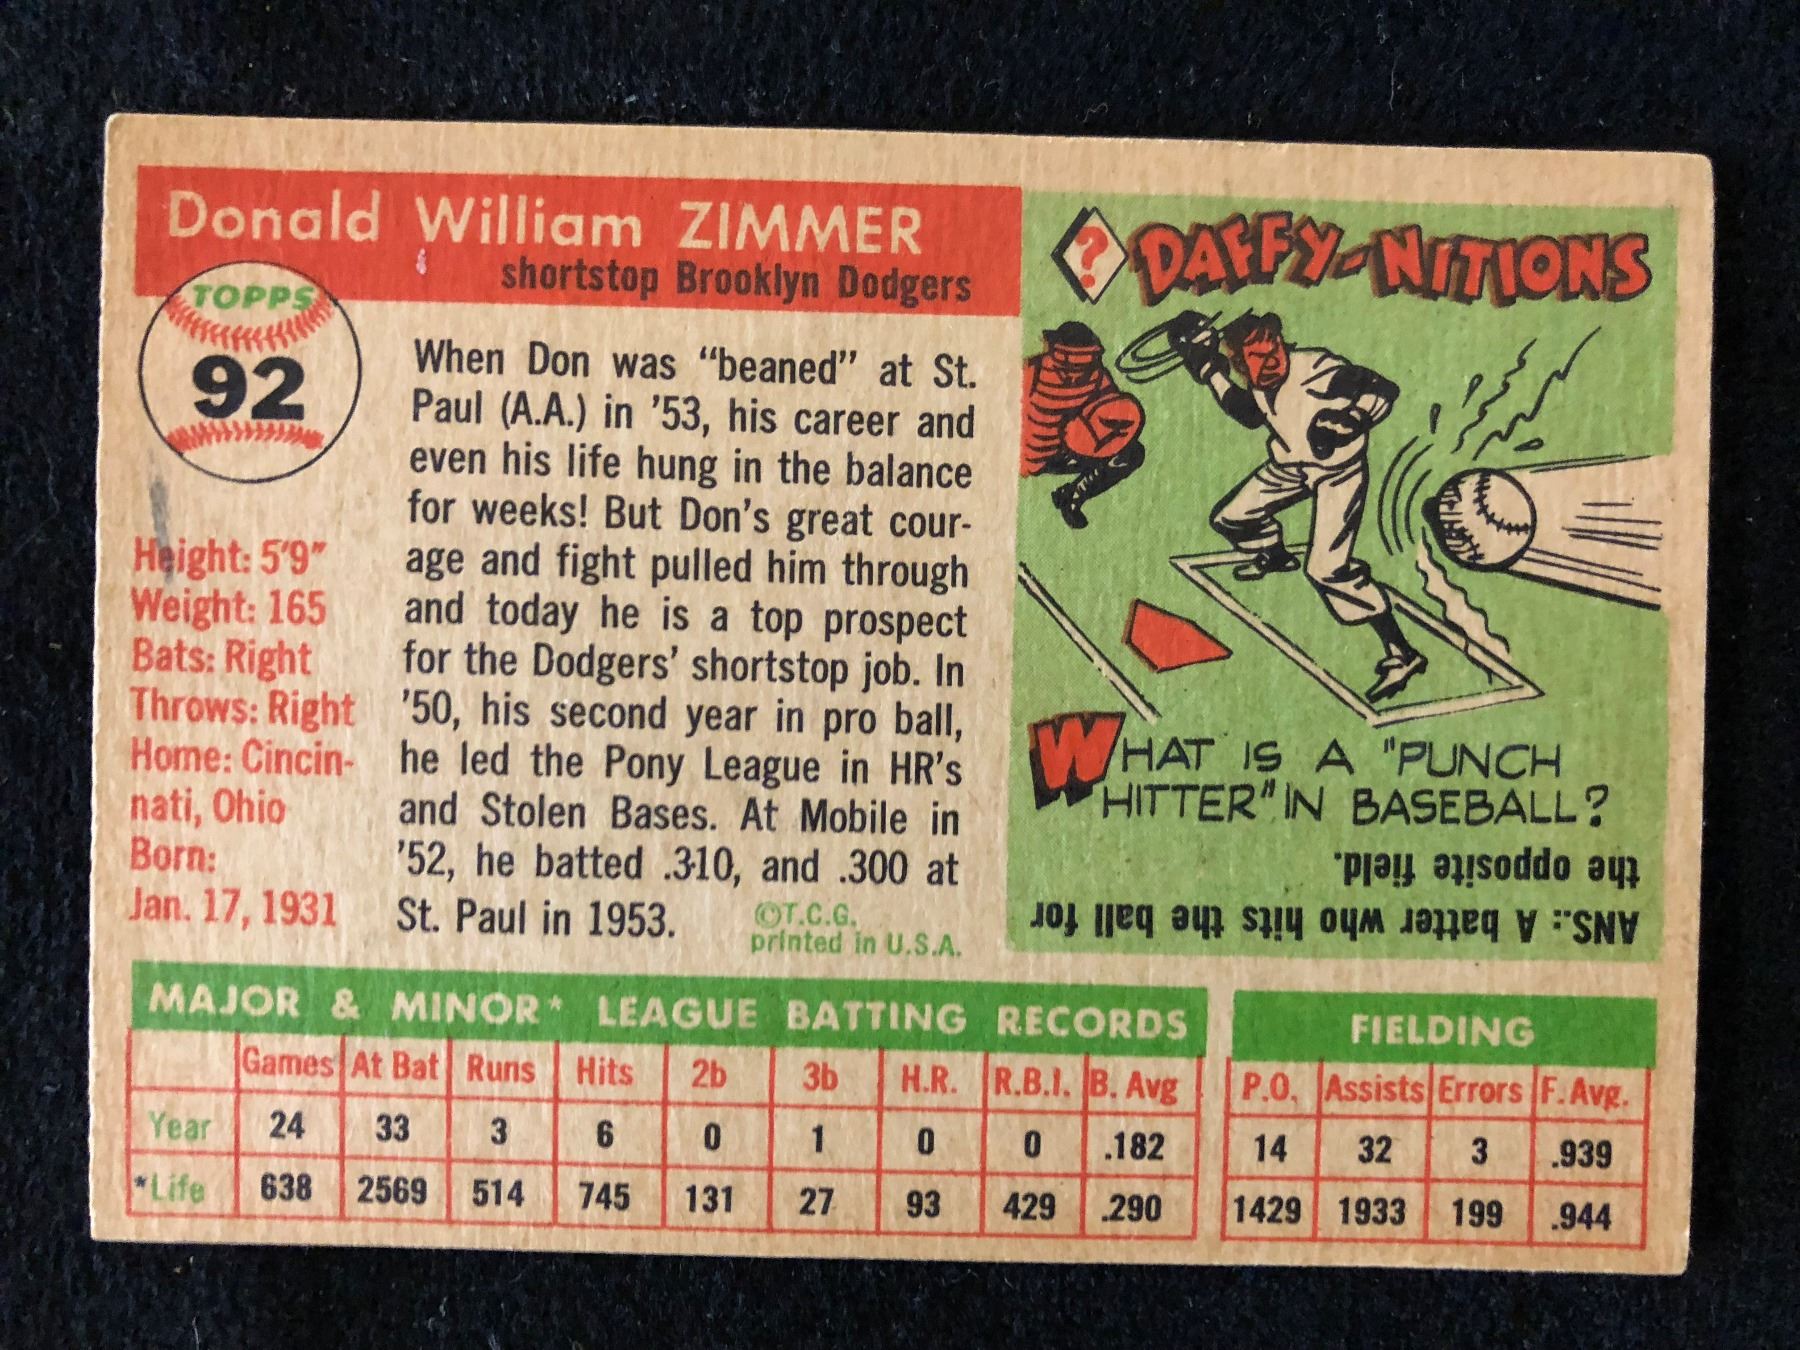 Donald William ZIMMER
shortstop Brooklyn Dodgers
TOPPS
92
Height: 5'9"
Weight: 165
Bats: Right
Throws: Right
Home: Cincin-
nati, Ohio
Born:
Jan. 17, 1931
When Don was "beaned" at St.
Paul (A.A.) in '53, his career and
even his life hung in the balance
for weeks! But Don's great cour-
age and fight pulled him through
and today he is a top prospect
for the Dodgers' shortstop job. In
'50, his second year in pro ball,
he led the Pony League in HR's
and Stolen Bases. At Mobile in
'52, he batted .310, and .300 at
St. Paul in 1953.
©T.C.G.
printed in U.S.A.
? DAFFY-NITIONS
WHAT IS A "PUNCH
HITTER" IN BASEBALL?
ANS.: A batter who hits the ball for
the opposite field.
MAJOR & MINOR* LEAGUE BATTING RECORDS
Games At Bat Runs Hits 2b 3b H.R. R.B.I. B. Avg
Year 24 33 3 6 0 1 0 0 .182
*Life 638 2569 514 745 131 27 93 429 .290
FIELDING
P.O. Assists Errors F. Avg.
14 32 3 .939
1429 1933 199 .944